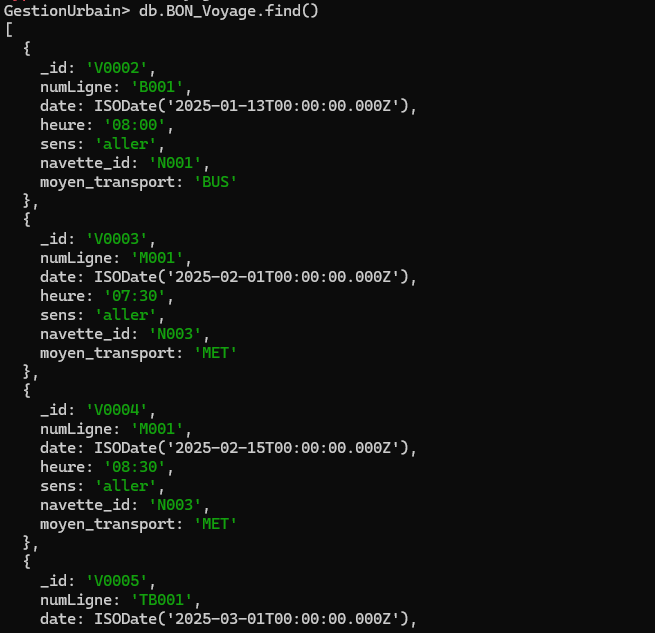 GestionUrbain> db.BON_Voyage.find()
[
  {
    _id: 'V0002',
    numLigne: 'B001',
    date: ISODate('2025-01-13T00:00:00.000Z'),
    heure: '08:00',
    sens: 'aller',
    navette_id: 'N001',
    moyen_transport: 'BUS'
  },
  {
    _id: 'V0003',
    numLigne: 'M001',
    date: ISODate('2025-02-01T00:00:00.000Z'),
    heure: '07:30',
    sens: 'aller',
    navette_id: 'N003',
    moyen_transport: 'MET'
  },
  {
    _id: 'V0004',
    numLigne: 'M001',
    date: ISODate('2025-02-15T00:00:00.000Z'),
    heure: '08:30',
    sens: 'aller',
    navette_id: 'N003',
    moyen_transport: 'MET'
  },
  {
    _id: 'V0005',
    numLigne: 'TB001',
    date: ISODate('2025-03-01T00:00:00.000Z'),